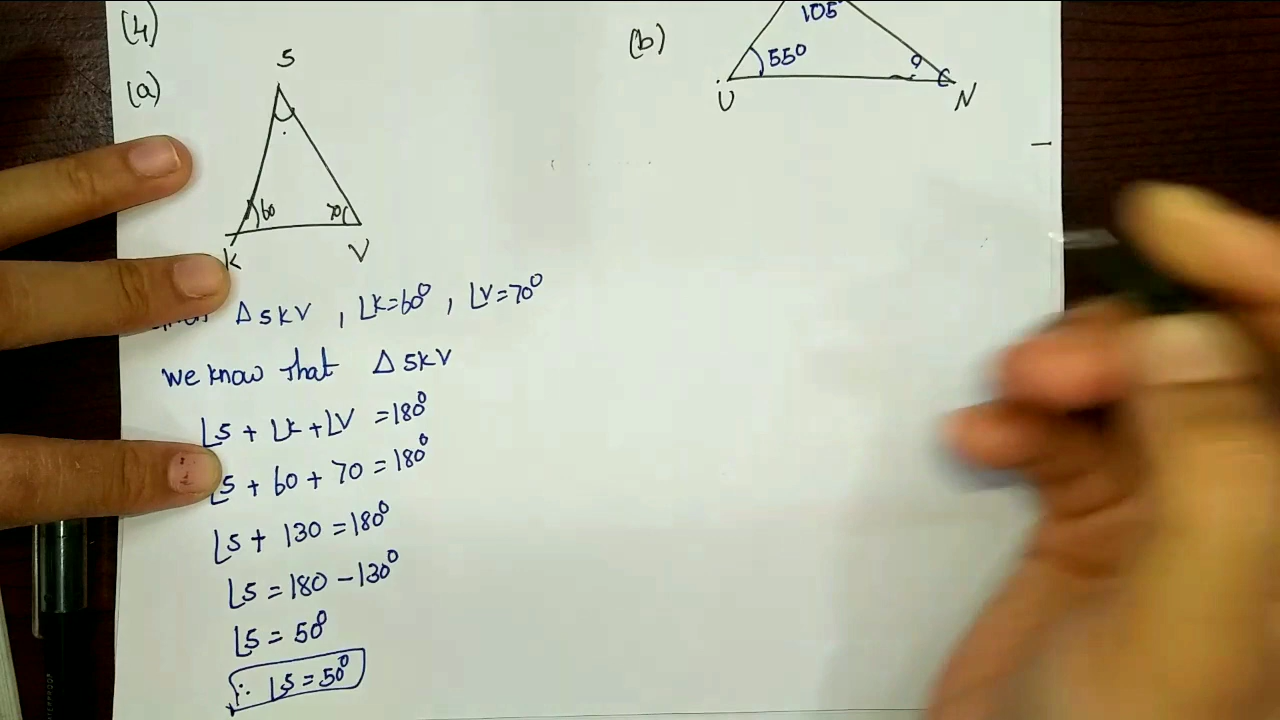 (4)
(a)
S
60
70
K
V
Δ SKV , ∠K=60° , ∠V=70°
we know that Δ SKV
∠S + ∠K + ∠V = 180°
∠S + 60 + 70 = 180°
∠S + 130 = 180°
∠S = 180 - 130°
∠S = 50°
∴ ∠S = 50°
(b)
105°
55°
U
N